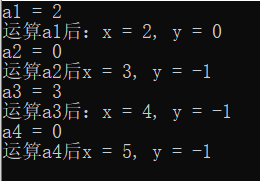 a1 = 2
运算a1后：x = 2, y = 0
a2 = 0
运算a2后x = 3, y = -1
a3 = 3
运算a3后：x = 4, y = -1
a4 = 0
运算a4后x = 5, y = -1